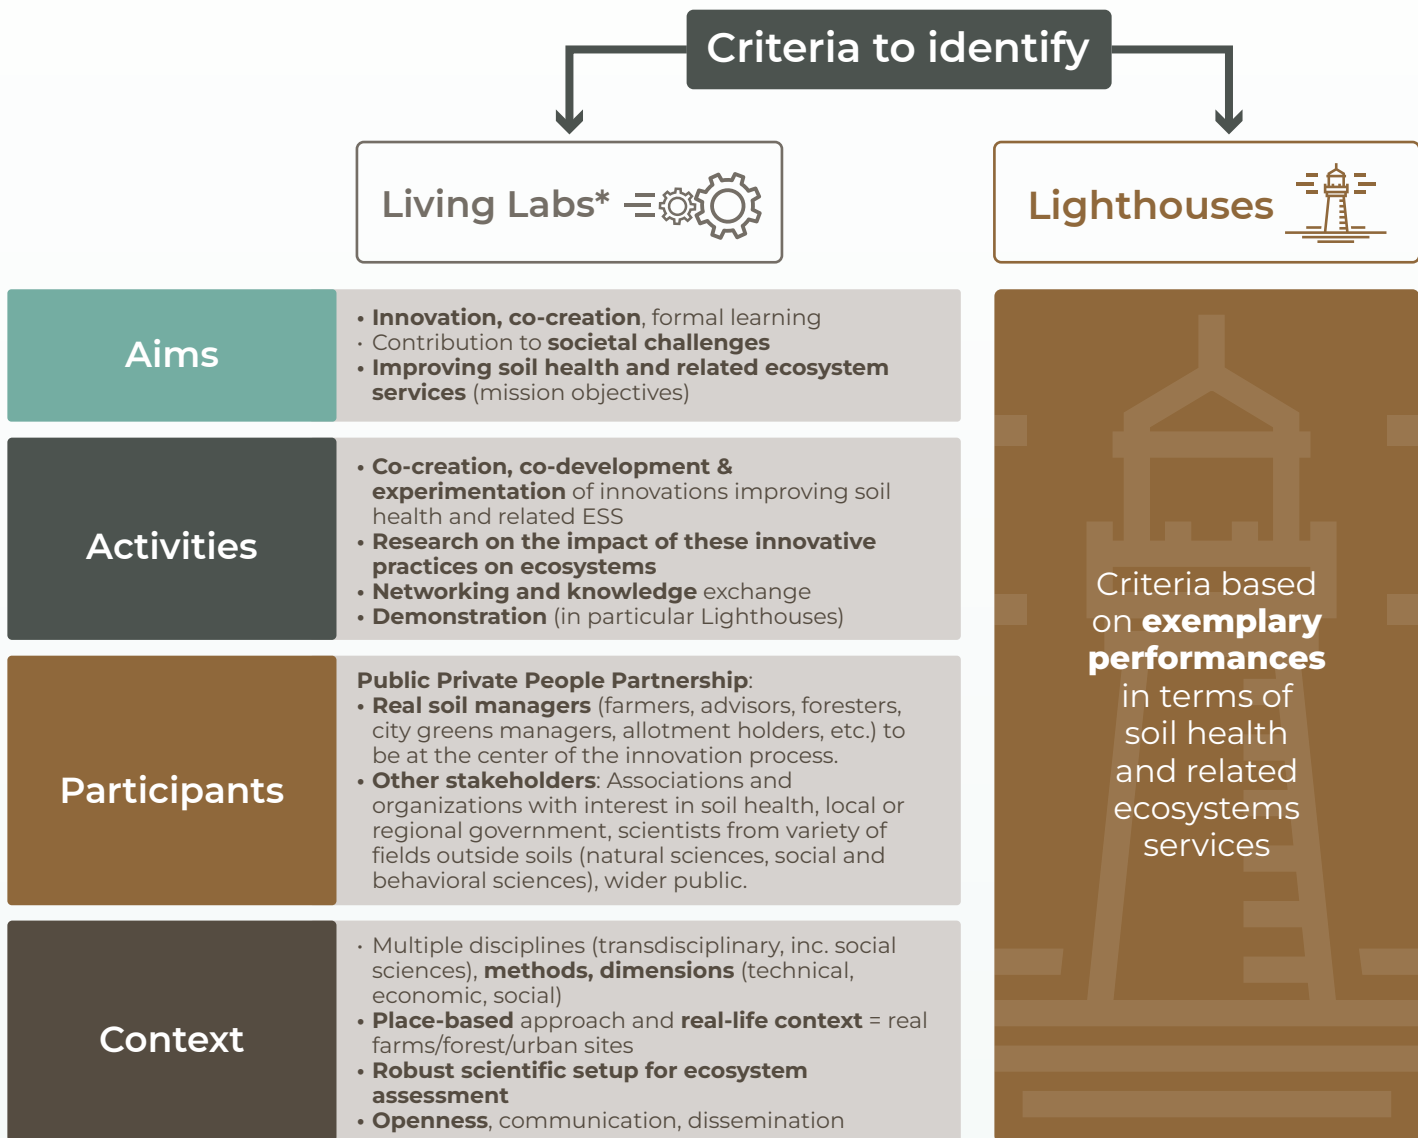 Criteria to identify
Living Labs*
Lighthouses
Aims
• Innovation, co-creation, formal learning
• Contribution to societal challenges
• Improving soil health and related ecosystem
services (mission objectives)
Activities
• Co-creation, co-development &
experimentation of innovations improving soil
health and related ESS
• Research on the impact of these innovative
practices on ecosystems
• Networking and knowledge exchange
• Demonstration (in particular Lighthouses)
Participants
Public Private People Partnership:
• Real soil managers (farmers, advisors, foresters,
city greens managers, allotment holders, etc.) to
be at the center of the innovation process.
• Other stakeholders: Associations and
organizations with interest in soil health, local or
regional government, scientists from variety of
fields outside soils (natural sciences, social and
behavioral sciences), wider public.
Context
• Multiple disciplines (transdisciplinary, inc. social
sciences), methods, dimensions (technical,
economic, social)
• Place-based approach and real-life context = real
farms/forest/urban sites
• Robust scientific setup for ecosystem
assessment
• Openness, communication, dissemination
Criteria based
on exemplary
performances
in terms of
soil health
and related
ecosystems
services